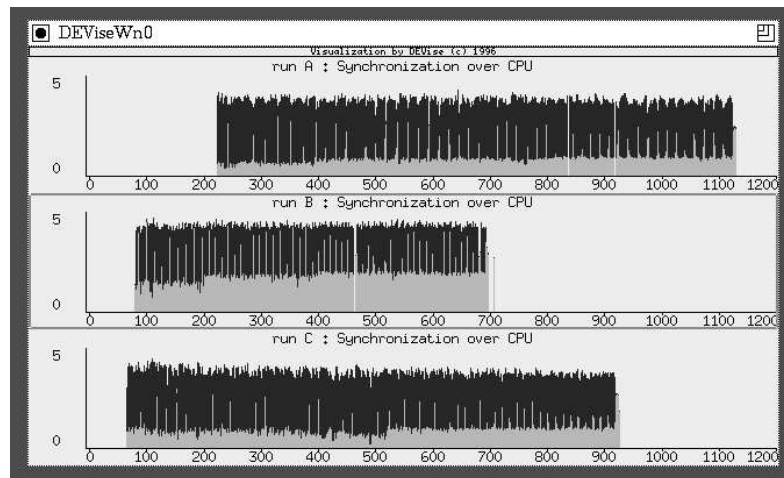 DEViseWn0
Visualization by DEVise (c) 1996
run A : Synchronization over CPU
5
0
0 100 200 300 400 500 600 700 800 900 1000 1100 1200
run B : Synchronization over CPU
5
0
0 100 200 300 400 500 600 700 800 900 1000 1100 1200
run C : Synchronization over CPU
5
0
0 100 200 300 400 500 600 700 800 900 1000 1100 1200